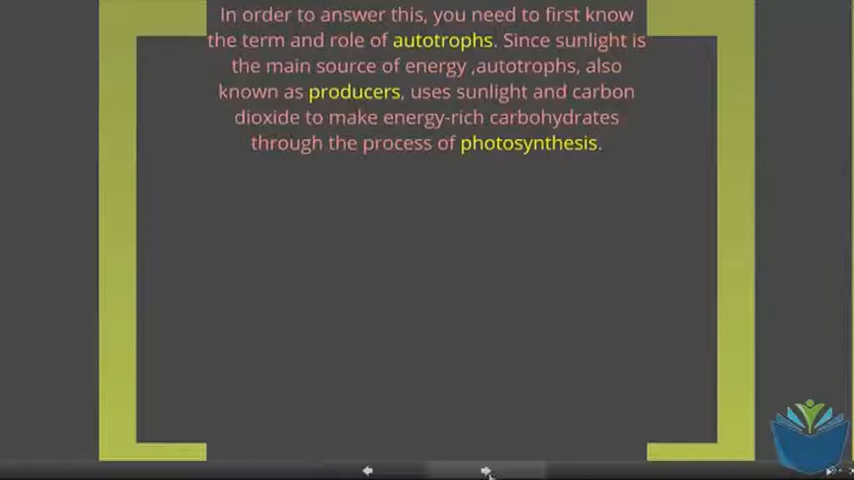 In order to answer this, you need to first know
the term and role of autotrophs. Since sunlight is
the main source of energy ,autotrophs, also
known as producers, uses sunlight and carbon
dioxide to make energy-rich carbohydrates
through the process of photosynthesis.